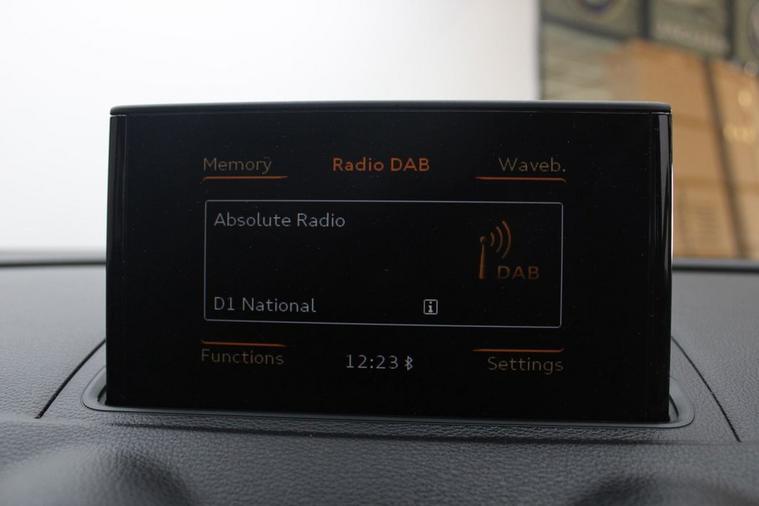 Memory Radio DAB Waveb.
Absolute Radio
DAB
D1 National i
Functions 12:23 Settings